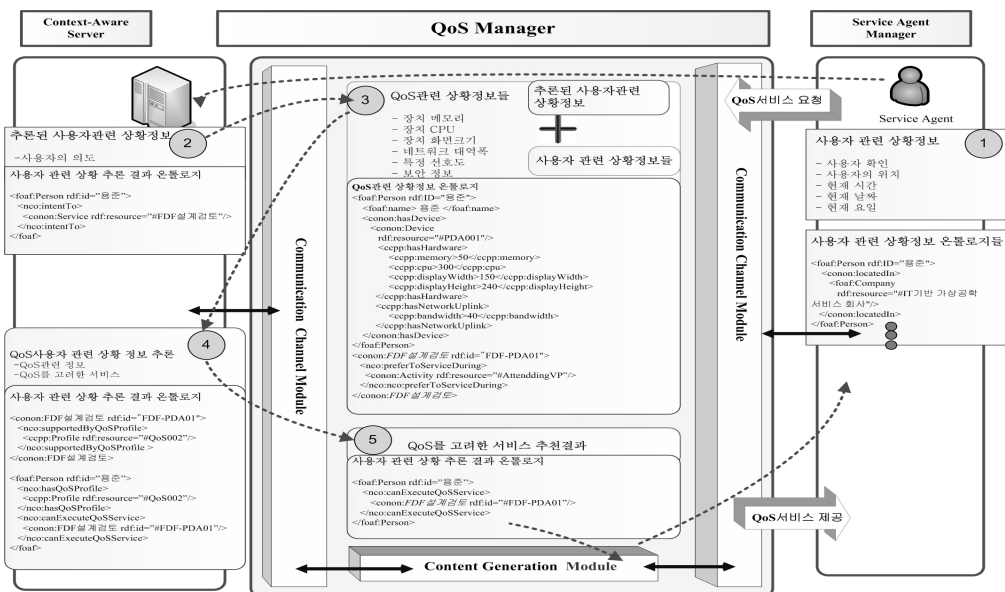 Context-Aware
Server
QoS Manager
Service Agent
Manager
추론된 사용자관련 상황정보
2
-사용자의 의도
사용자 관련 상황 추론 결과 온톨로지
<foaf:Person rdf:id="용준">
<nco:intentTo>
<conon:Service rdf:resource="#FDF설계검토"/>
</nco:intentTo>
</foaf>
4
QoS사용자 관련 상황 정보 추론
-QoS관련 정보
-QoS를 고려한 서비스
사용자 관련 상황 추론 결과 온톨로지
<conon:FDF설계검토 rdf:id="FDF-PDA01">
<nco:supportedByQoSProfile>
<ccpp:Profile rdf:resource="#QoS002"/>
</nco:supportedByQoSProfile >
</conon:FDF설계검토>
<foaf:Person rdf:id="용준">
<nco:hasQoSProfile>
<ccpp:Profile rdf:resource="#QoS002"/>
</nco:hasQoSProfile>
<nco:canExecuteQoSService>
<conon:FDF설계검토 rdf:id="#FDF-PDA01"/>
</nco:canExecuteQoSService>
</foaf>
Communication Channel Module
3
QoS관련 상황정보들
- 장치 메모리
- 장치 CPU
- 장치 화면크기
- 네트워크 대역폭
- 특정 선호도
- 보안 정보
추론된 사용자관련
상황정보
사용자 관련 상황정보들
QoS관련 상황정보 온톨로지
<foaf:Person rdf:ID="용준">
<foaf:name> 용준 </foaf:name>
<conon:hasDevice>
<conon:Device
rdf:resource="#PDA001"/>
<ccpp:hasHardware>
<ccpp:memory>50</ccpp:memory>
<ccpp:cpu>300</ccpp:cpu>
<ccpp:displayWidth>150</ccpp:displayWidth>
<ccpp:displayHeight>240</ccpp:displayHeight>
</ccpp:hasHardware>
<ccpp:hasNetworkUplink>
<ccpp:bandwidth>40</ccpp:bandwidth>
</ccpp:hasNetworkUplink>
</conon:hasDevice>
</foaf:Person>
<conon:FDF설계검토 rdf:id="FDF-PDA01">
<nco:preferToServiceDuring>
<conon:Activity rdf:resource="#AttenddingVP"/>
</nco:nco:preferToServiceDuring>
</conon:FDF설계검토>
5
QoS를 고려한 서비스 추천결과
사용자 관련 상황 추론 결과 온톨로지
<foaf:Person rdf:id="용준">
<nco:canExecuteQoSService>
<conon:FDF설계검토 rdf:id="#FDF-PDA01"/>
</nco:canExecuteQoSService>
</foaf:Person>
Content Generation Module
Communication Channel Module
QoS서비스 요청
QoS서비스 제공
Service Agent
1
사용자 관련 상황정보
- 사용자 확인
- 사용자의 위치
- 현재 시간
- 현재 날짜
- 현재 요일
사용자 관련 상황정보 온톨로지들
<foaf:Person rdf:ID="용준">
<conon:locatedIn>
<foaf:Company
rdf:resource="#IT기반 가상공학
서비스 회사"/>
</conon:locatedIn>
</foaf:Person>